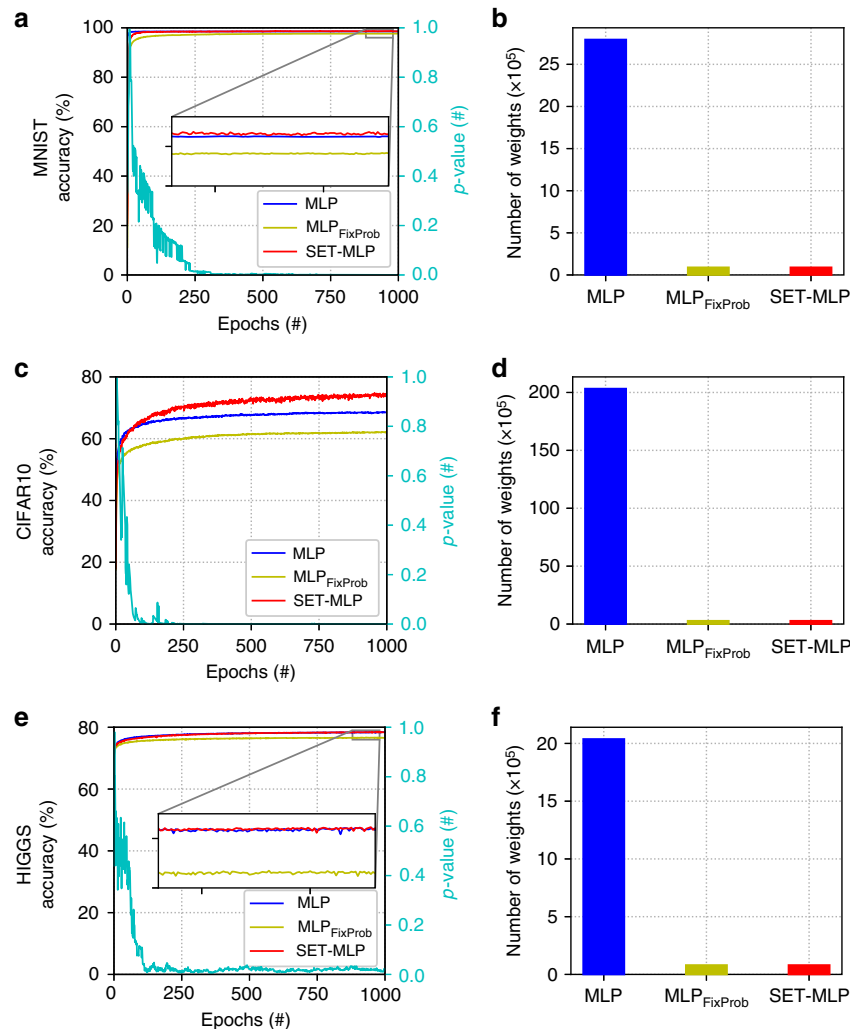 a
100
80
60
40
20
0
MNIST
accuracy (%)
1.0
0.8
0.6
0.4
0.2
0.0
p-value (#)
MLP
MLPFixProb
SET-MLP
0 250 500 750 1000
Epochs (#)
b
25
20
15
10
5
0
Number of weights (×10⁵)
MLP MLPFixProb SET-MLP
c
80
60
40
20
0
CIFAR10
accuracy (%)
1.0
0.8
0.6
0.4
0.2
0.0
p-value (#)
MLP
MLPFixProb
SET-MLP
0 250 500 750 1000
Epochs (#)
d
200
150
100
50
0
Number of weights (×10⁵)
MLP MLPFixProb SET-MLP
e
80
60
40
20
0
HIGGS
accuracy (%)
1.0
0.8
0.6
0.4
0.2
0.0
p-value (#)
MLP
MLPFixProb
SET-MLP
0 250 500 750 1000
Epochs (#)
f
20
15
10
5
0
Number of weights (×10⁵)
MLP MLPFixProb SET-MLP